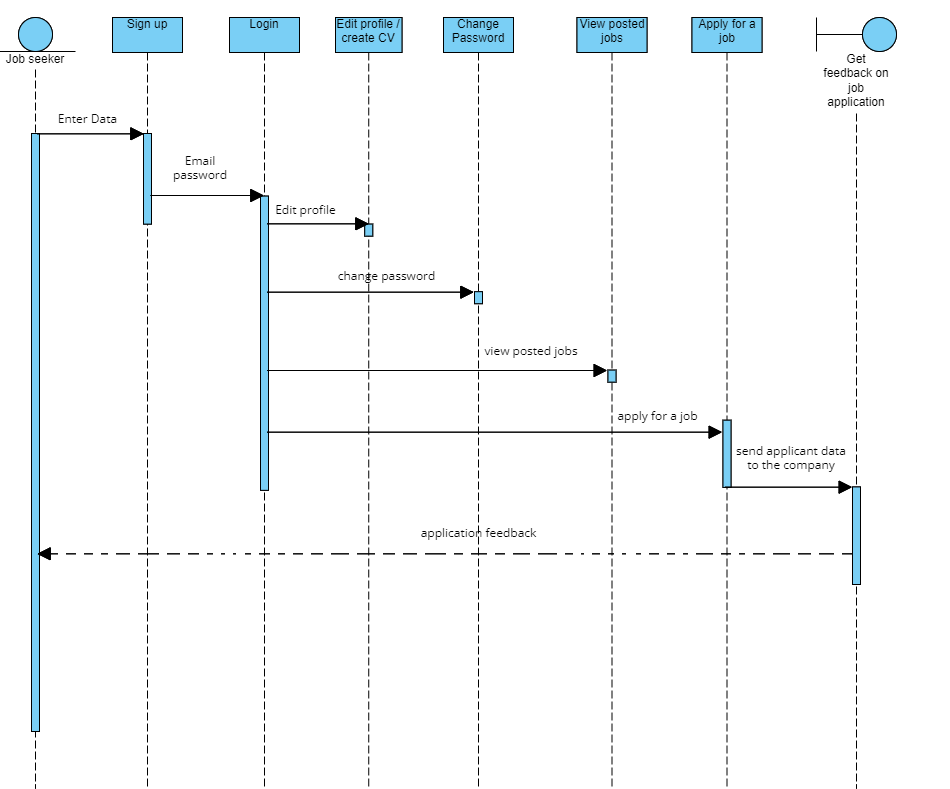 Job seeker
Sign up
Login
Edit profile /
create CV
Change
Password
View posted
jobs
Apply for a
job
Get
feedback on
job
application
Enter Data
Email
password
Edit profile
change password
view posted jobs
apply for a job
send applicant data
to the company
application feedback